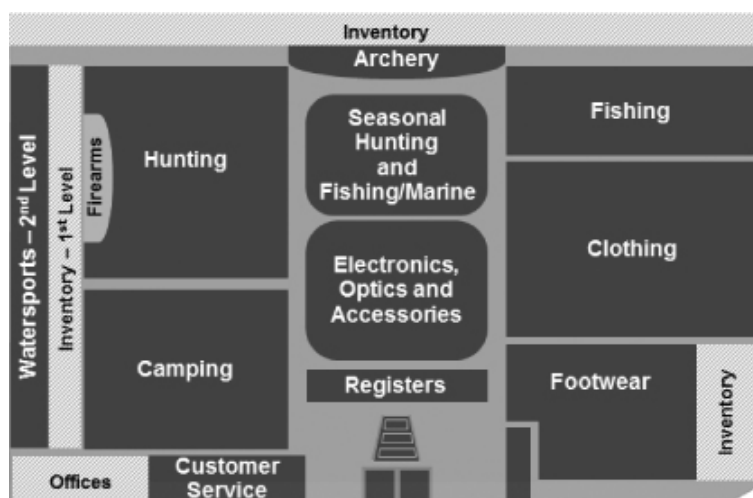 Inventory
Archery
Watersports – 2nd Level
Inventory – 1st Level
Firearms
Hunting
Seasonal
Hunting
and
Fishing/Marine
Fishing
Clothing
Electronics,
Optics and
Accessories
Camping
Registers
Footwear
Inventory
Offices
Customer
Service